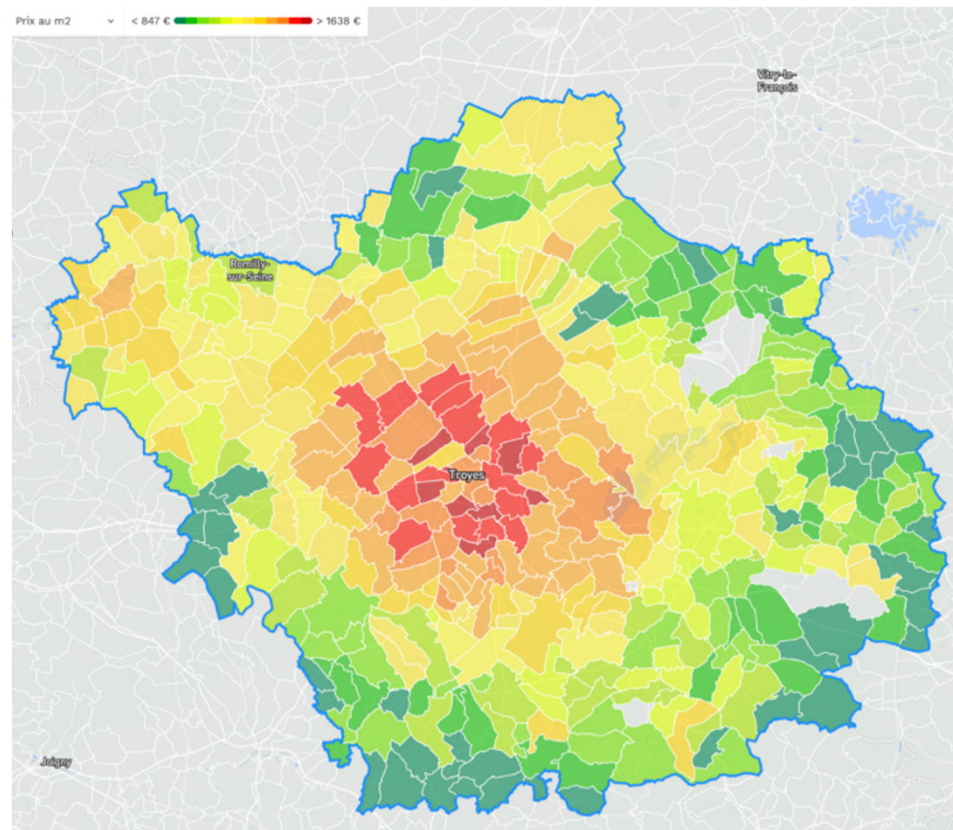 Prix au m2
< 847 €
> 1638 €
Vitry-le-
François
Romilly-
sur-Seine
Troyes
Joigny